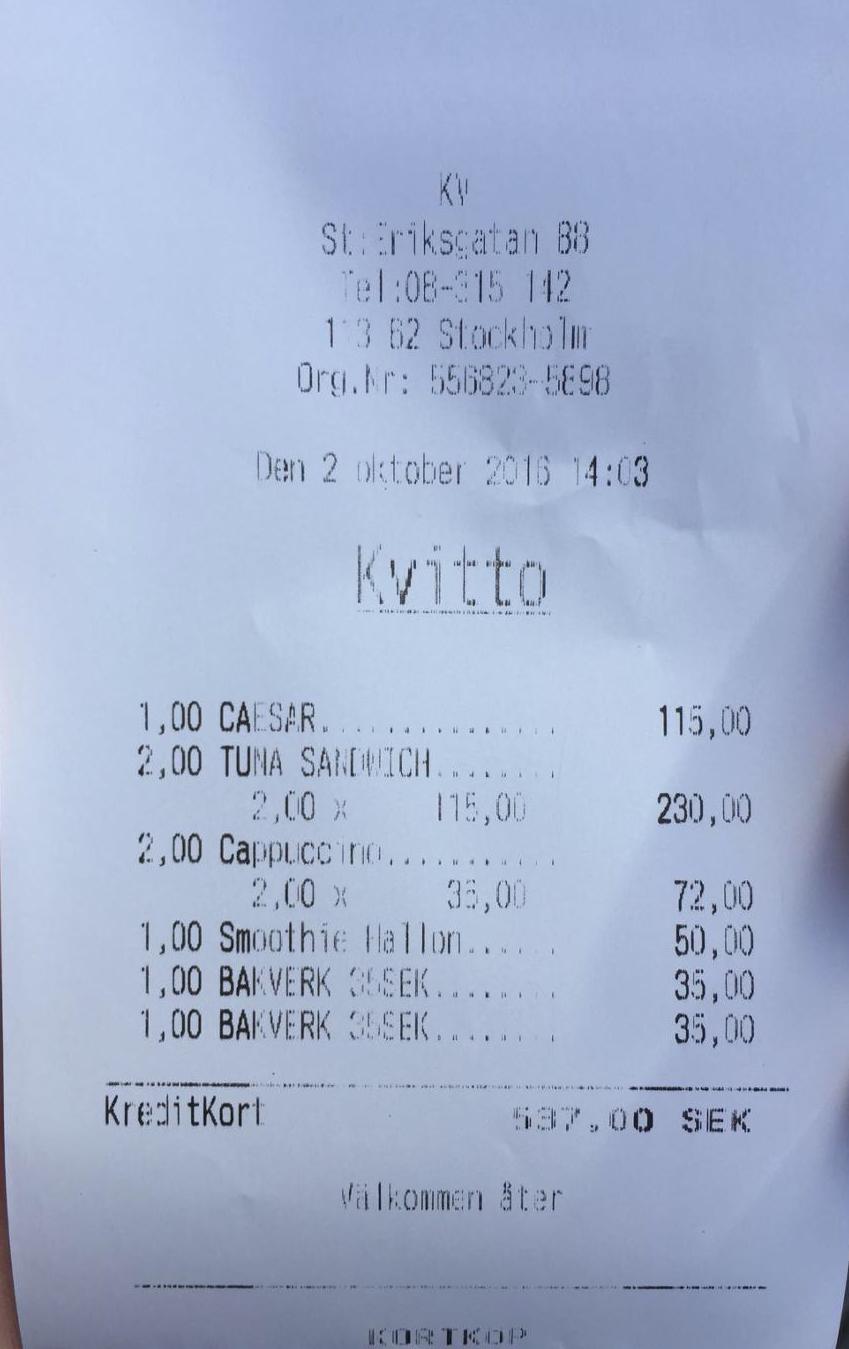 KV
St:Eriksgatan 88
Tel:08-315 142
113 62 Stockholm
Org.Nr: 556823-5898
Den 2 oktober 2016 14:03
Kvitto
1,00 CAESAR................. 115,00
2,00 TUNA SANDWICH.........
2,00 x 115,00 230,00
2,00 Cappuccino.............
2,00 x 36,00 72,00
1,00 Smoothie Hallon....... 50,00
1,00 BAKVERK 35SEK......... 35,00
1,00 BAKVERK 35SEK......... 35,00
KreditKort 537,00 SEK
Välkommen åter
KORTKÖP